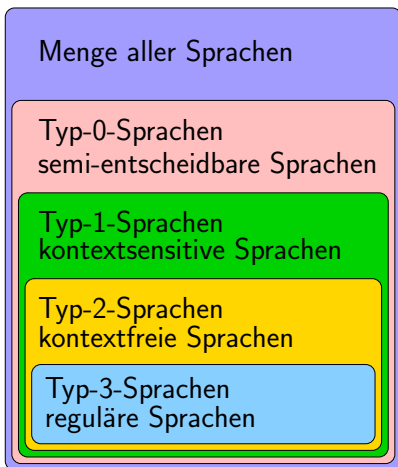 Menge aller Sprachen
Typ-0-Sprachen
semi-entscheidbare Sprachen
Typ-1-Sprachen
kontextsensitive Sprachen
Typ-2-Sprachen
kontextfreie Sprachen
Typ-3-Sprachen
reguläre Sprachen